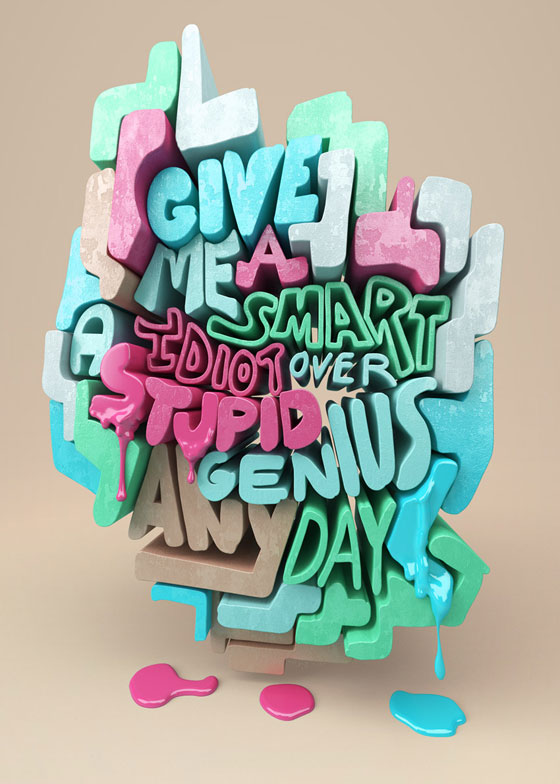 GIVE
ME A
SMART
A IDIOT OVER
STUPID
GENIUS
ANY DAY